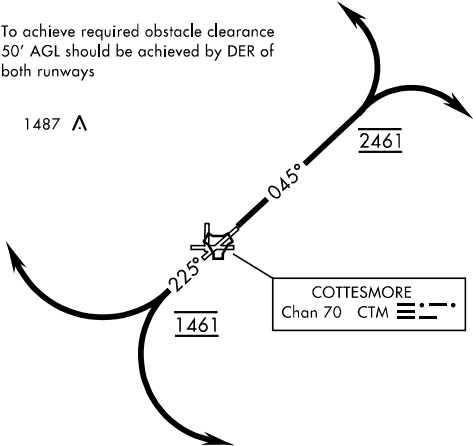 To achieve required obstacle clearance
50' AGL should be achieved by DER of
both runways
1487
2461
045°
225°
1461
COTTESMORE
Chan 70 CTM